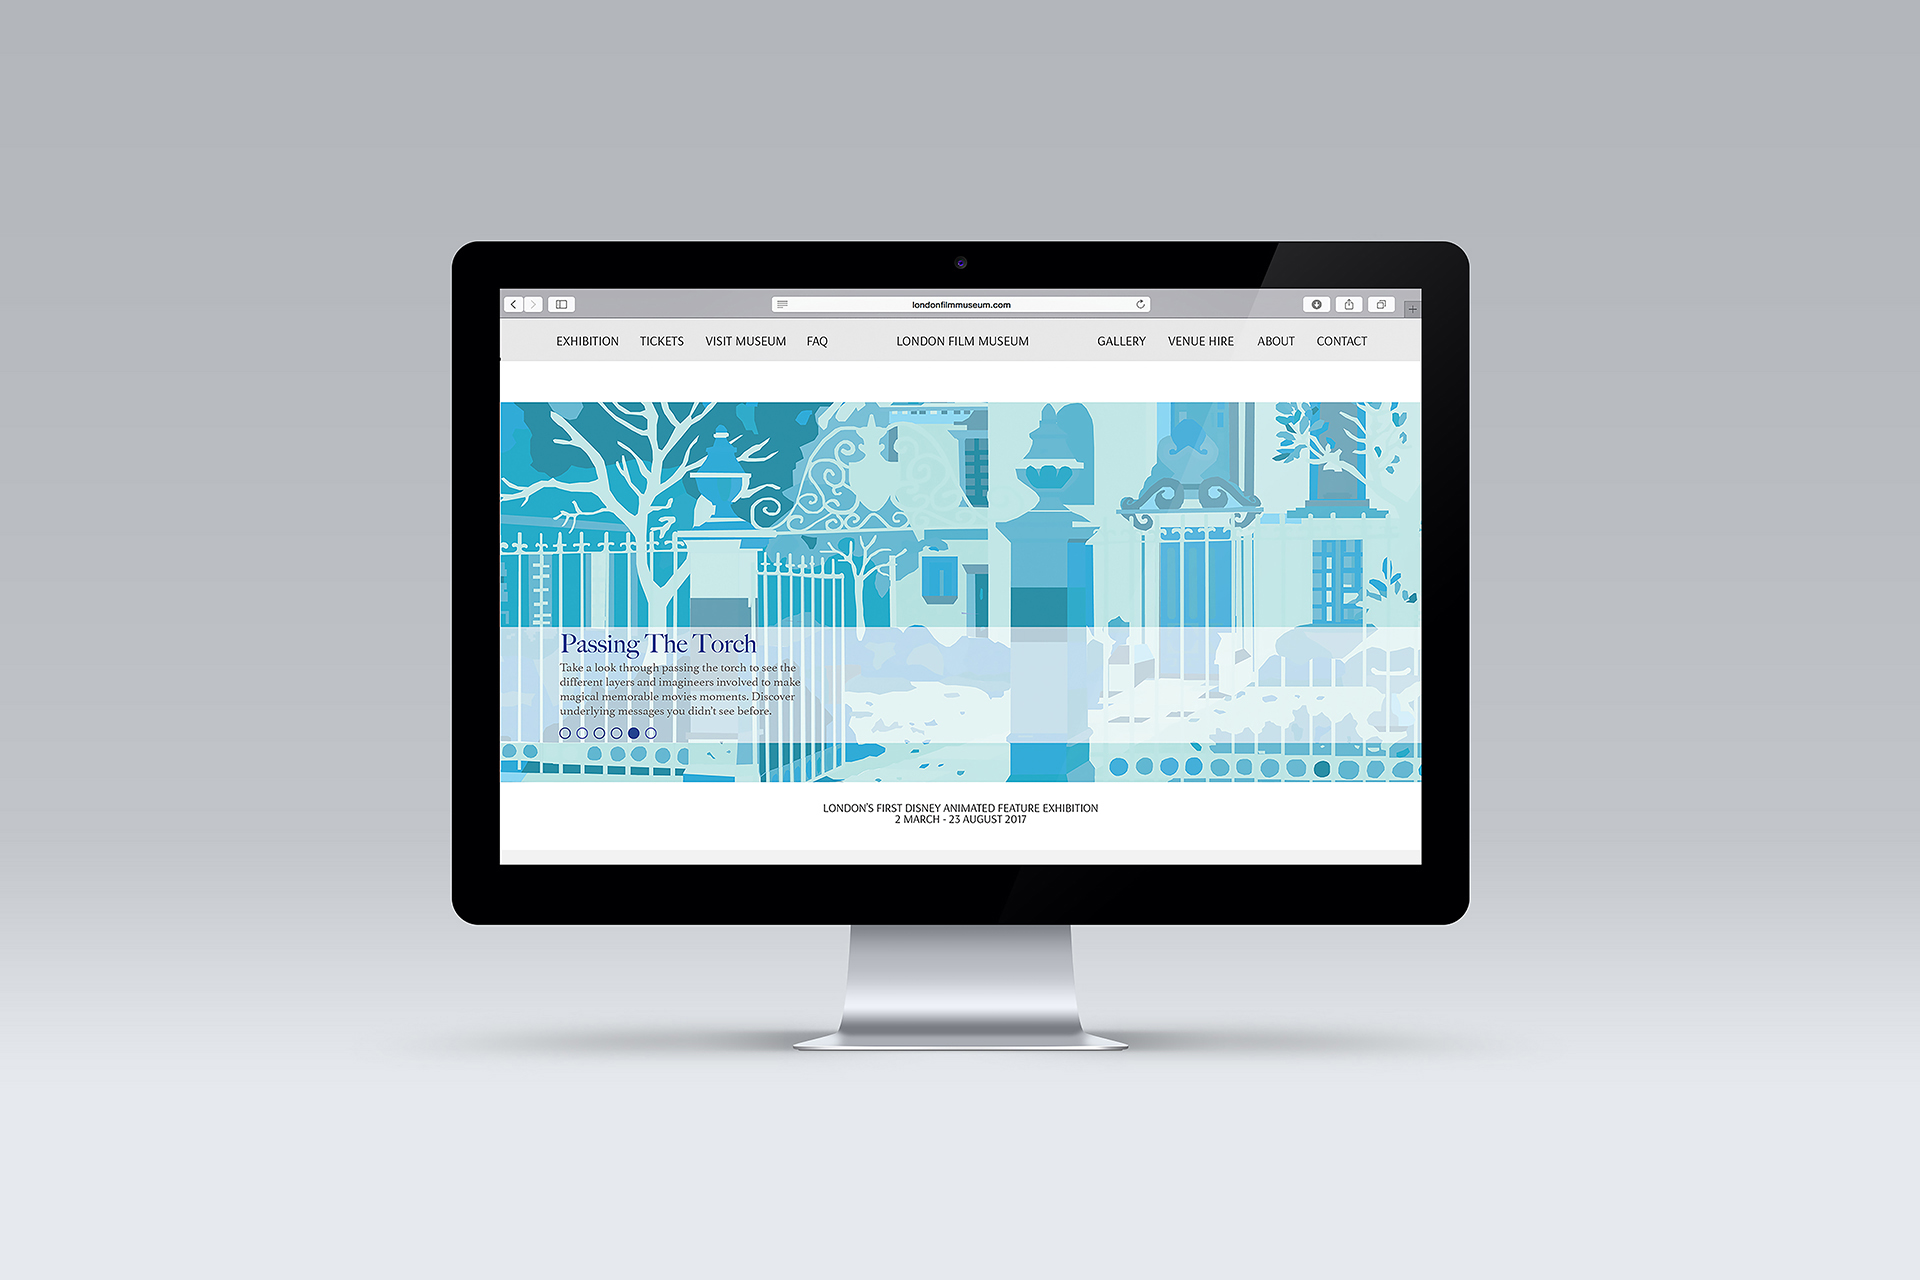 londonfilmmuseum.com
EXHIBITION TICKETS VISIT MUSEUM FAQ LONDON FILM MUSEUM GALLERY VENUE HIRE ABOUT CONTACT
Passing The Torch
Take a look through passing the torch to see the
different layers and imagineers involved to make
magical memorable movies moments. Discover
underlying messages you didn't see before.
LONDON'S FIRST DISNEY ANIMATED FEATURE EXHIBITION
2 MARCH - 23 AUGUST 2017